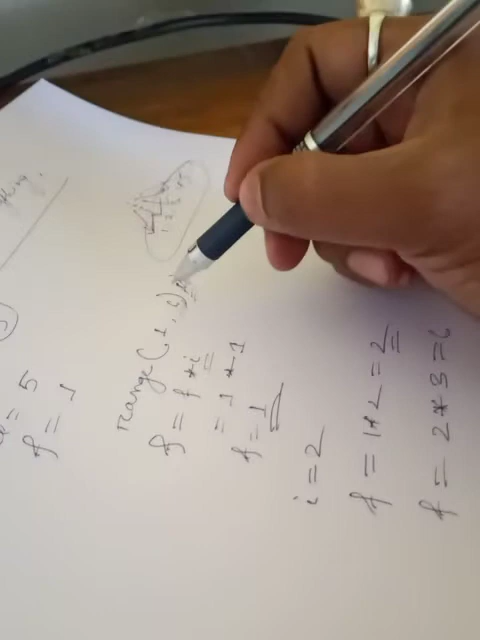 = 5
f = 1
range(1, i)
f = f * i
= 1 * 1
f = 1
i = 2
f = 1*2 = 2
f = 2*3 = 6